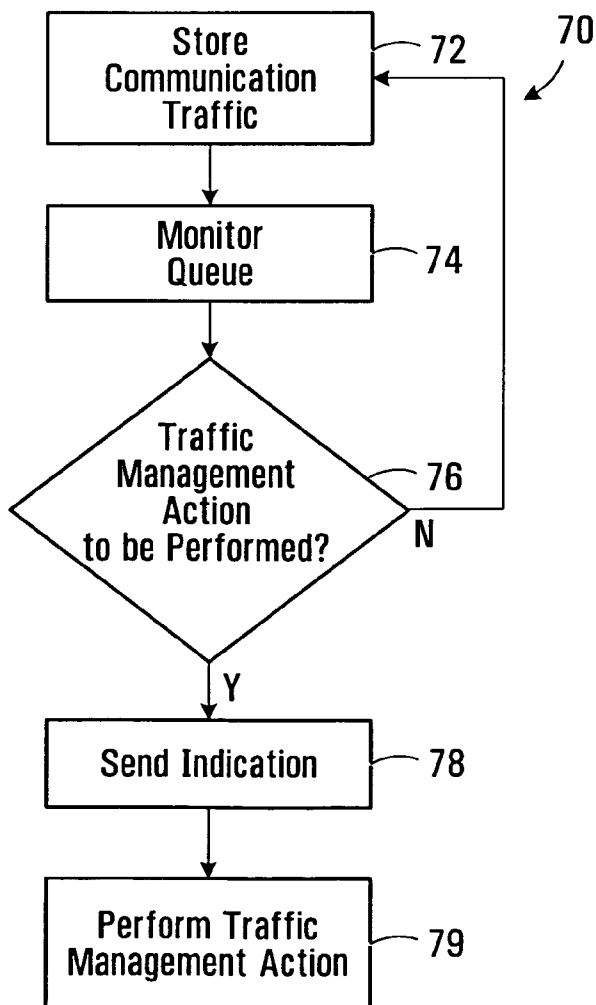 70
Store
Communication
Traffic
72
Monitor
Queue
74
Traffic
Management
Action
to be Performed?
76
N
Y
Send Indication
78
Perform Traffic
Management Action
79